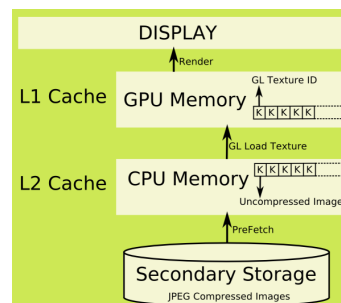 DISPLAY
Render
L1 Cache
GPU Memory
GL Texture ID
K K K K K
GL Load Texture
L2 Cache
CPU Memory
K K K K K
Uncompressed Image
PreFetch
Secondary Storage
JPEG Compressed Images